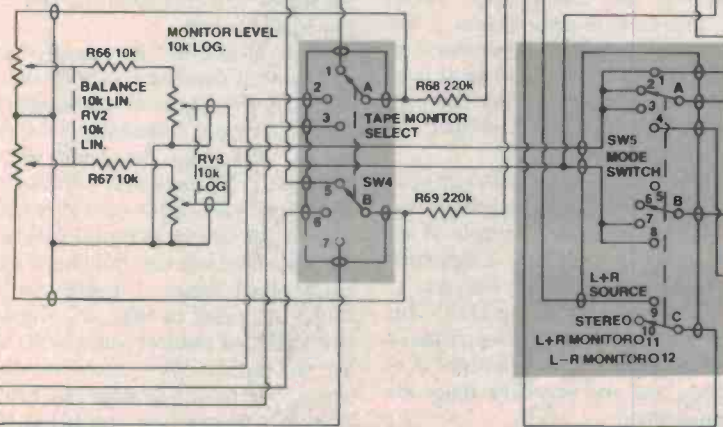 MONITOR LEVEL
10k LOG.
R66 10k
BALANCE
10k LIN.
RV2
10k
LIN.
R67 10k
RV3
10k
LOG
1
2
A
3
TAPE MONITOR
SELECT
R68 220k
5
SW4
B
6
7
R69 220k
1
2
A
3
4
SW5
MODE
SWITCH
5
6
B
7
8
L+R
SOURCE
9
STEREO
10
C
L+R MONITOR 11
L–R MONITOR 12